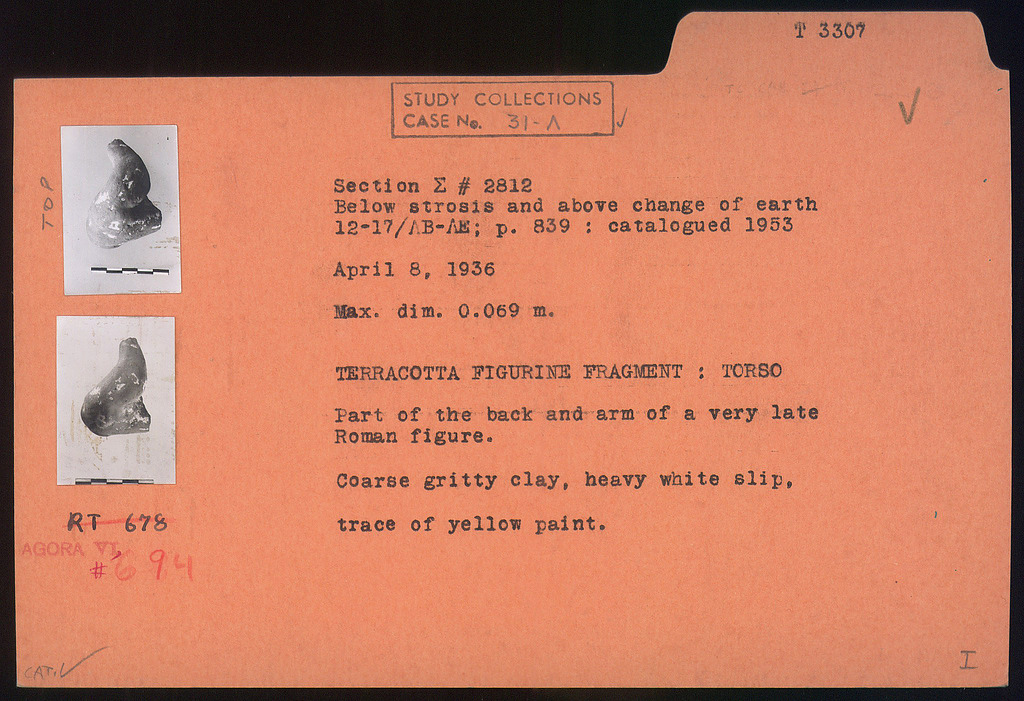 T 3307
STUDY COLLECTIONS
CASE No. 31-Λ
TOP
Section Σ # 2812
Below strosis and above change of earth
12-17/ΛB-ΛE; p. 839 : catalogued 1953
April 8, 1936
Max. dim. 0.069 m.
TERRACOTTA FIGURINE FRAGMENT : TORSO
Part of the back and arm of a very late
Roman figure.
Coarse gritty clay, heavy white slip,
trace of yellow paint.
RT 678
AGORA VI,
#694
CAT.
I